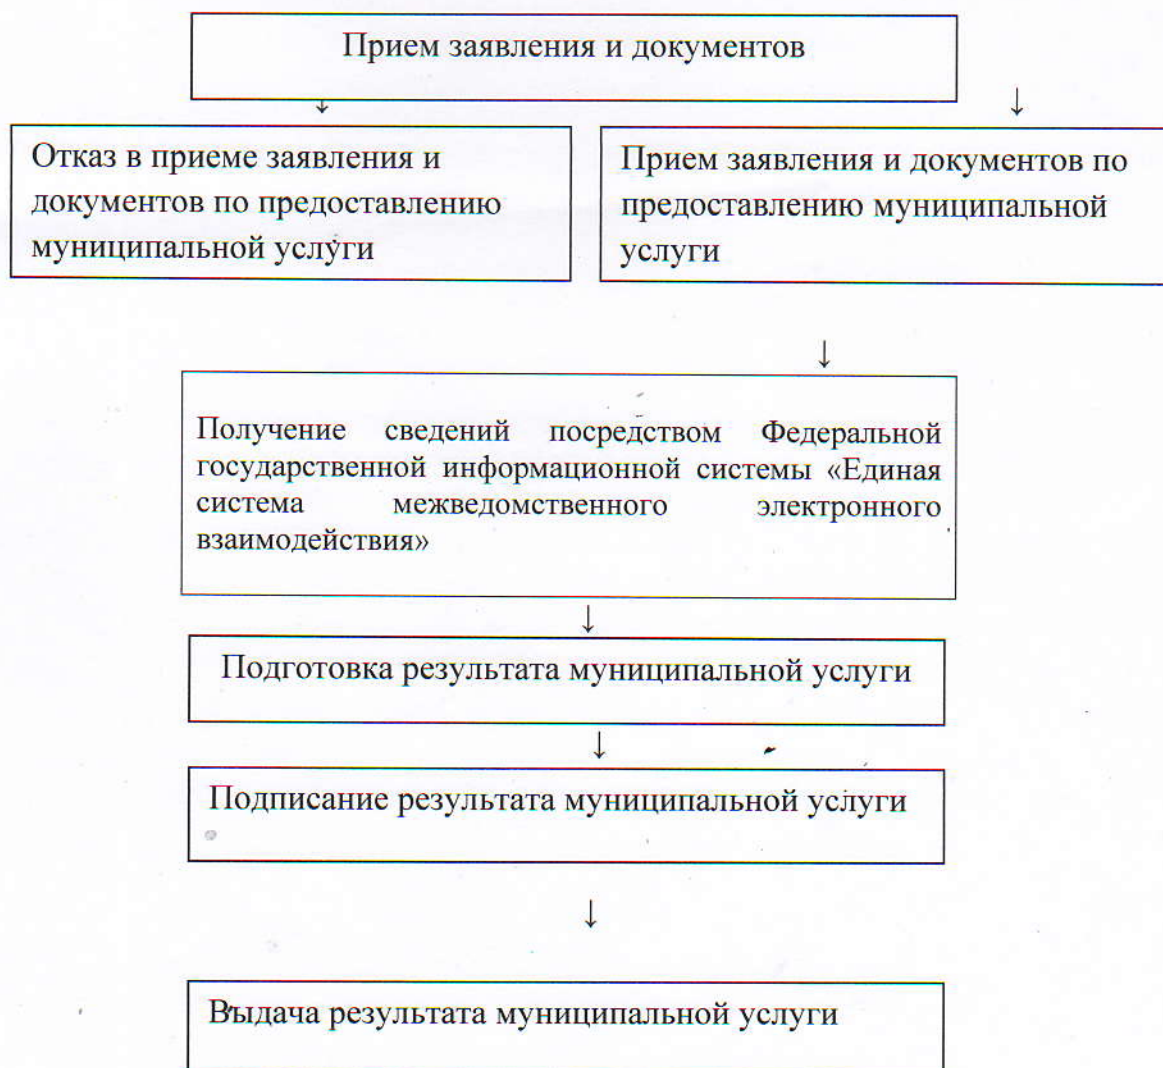 Прием заявления и документов
↓
↓
Отказ в приеме заявления и
документов по предоставлению
муниципальной услуги
Прием заявления и документов по
предоставлению муниципальной
услуги
↓
Получение сведений посредством Федеральной
государственной информационной системы «Единая
система межведомственного электронного
взаимодействия»
↓
Подготовка результата муниципальной услуги
↓
Подписание результата муниципальной услуги
↓
Выдача результата муниципальной услуги